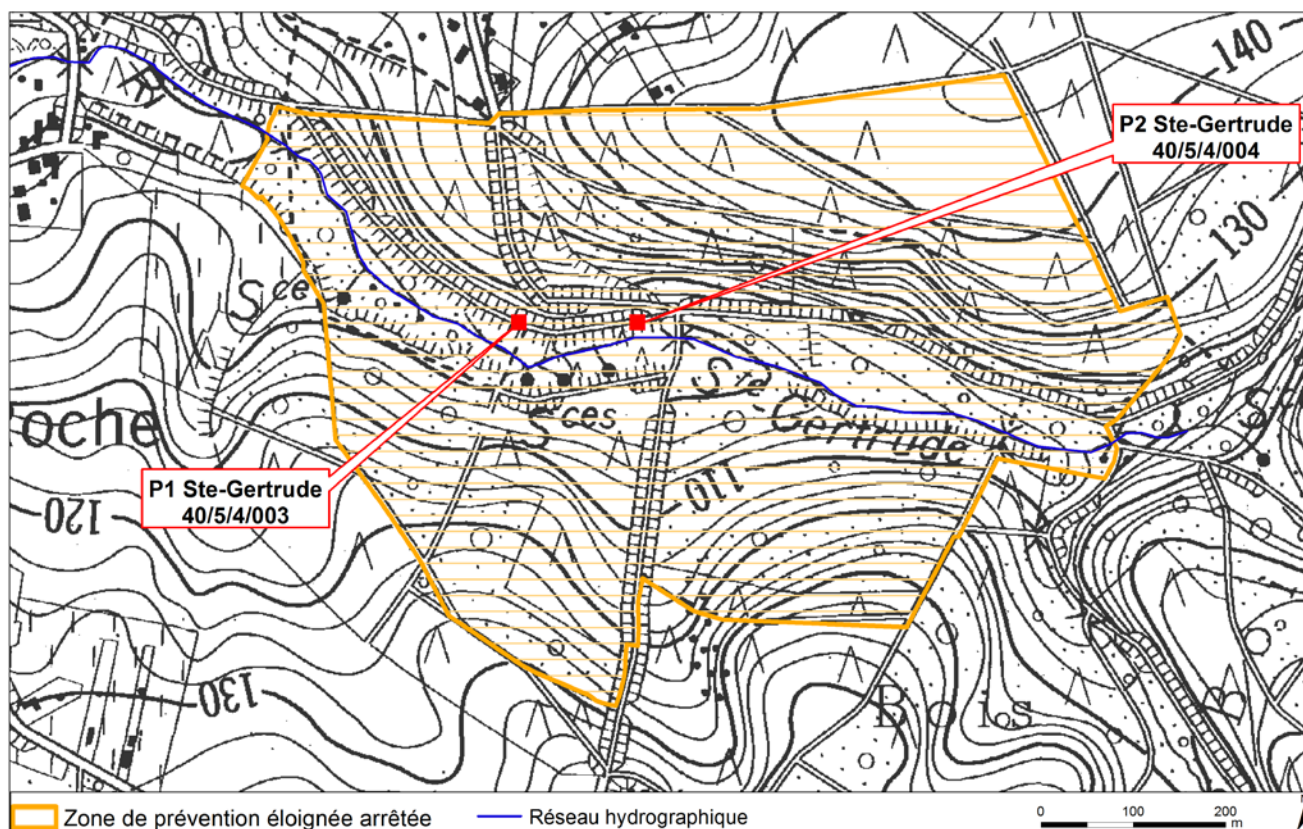 140
P2 Ste-Gertrude
40/5/4/004
130
Sce
oche
Sces
Ste-Gertrude
P1 Ste-Gertrude
40/5/4/003
110
120
130
Bois
Zone de prévention éloignée arrêtée
Réseau hydrographique
0 100 200
m